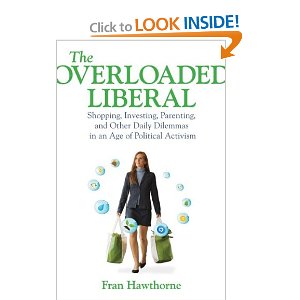 Click to LOOK INSIDE!
The
OVERLOADED
LIBERAL
Shopping, Investing, Parenting,
and Other Daily Dilemmas
in an Age of Political Activism
Fran Hawthorne